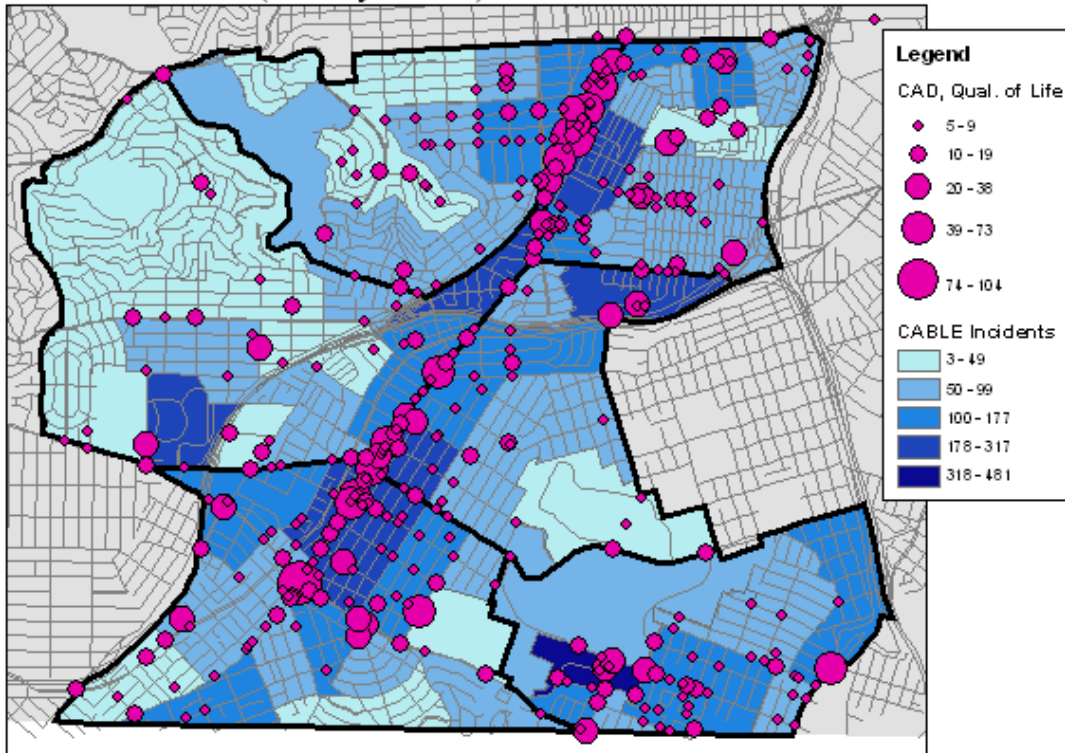 Legend
CAD, Qual. of Life
5 - 9
10 - 19
20 - 38
39 - 73
74 - 104
CABLE Incidents
3 - 49
50 - 99
100 - 177
178 - 317
318 - 481